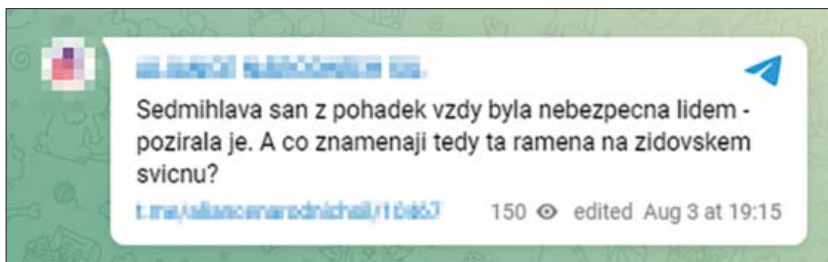 Sedmihlava san z pohadek vzdy byla nebezpecna lidem -
pozirala je. A co znamenaji tedy ta ramena na zidovskem
svicnu?
150 edited Aug 3 at 19:15